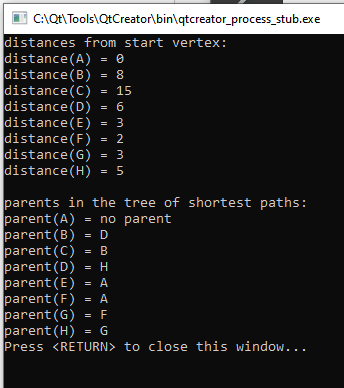 C:\Qt\Tools\QtCreator\bin\qtcreator_process_stub.exe
distances from start vertex:
distance(A) = 0
distance(B) = 8
distance(C) = 15
distance(D) = 6
distance(E) = 3
distance(F) = 2
distance(G) = 3
distance(H) = 5
parents in the tree of shortest paths:
parent(A) = no parent
parent(B) = D
parent(C) = B
parent(D) = H
parent(E) = A
parent(F) = A
parent(G) = F
parent(H) = G
Press <RETURN> to close this window...